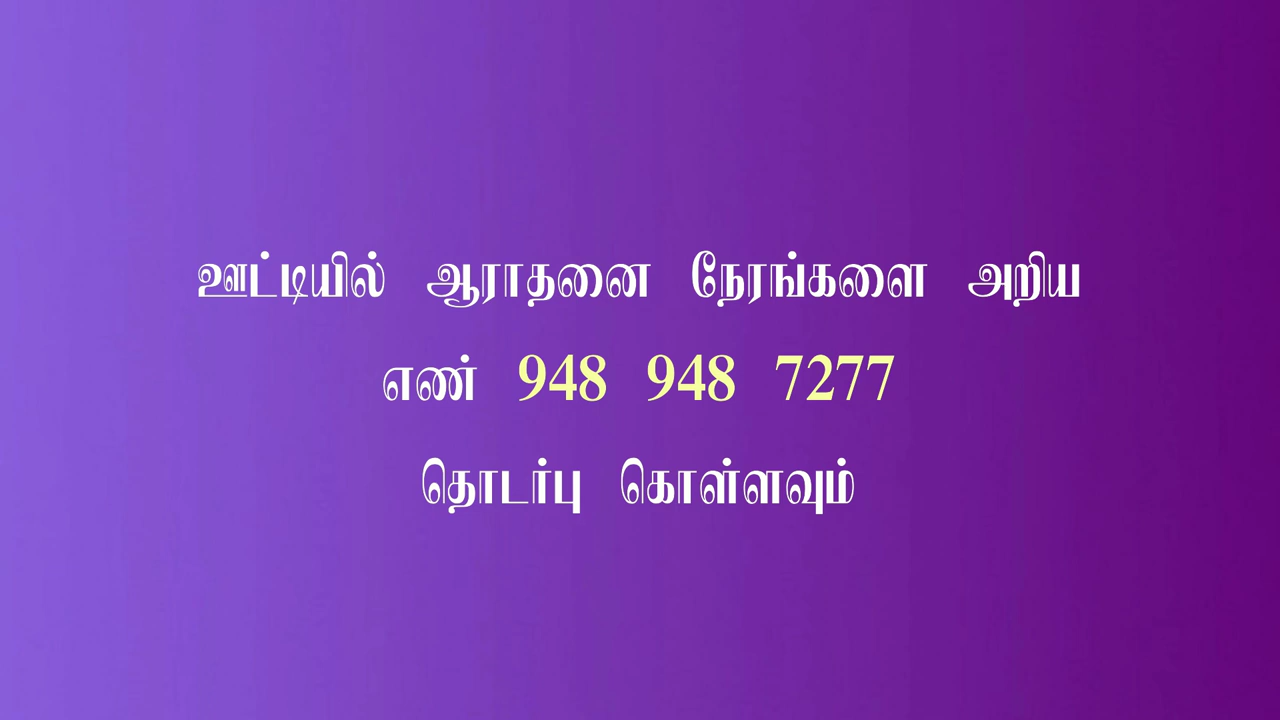 ஊட்டியில் ஆராதனை நேரங்களை அறிய
எண் 948 948 7277
தொடர்பு கொள்ளவும்